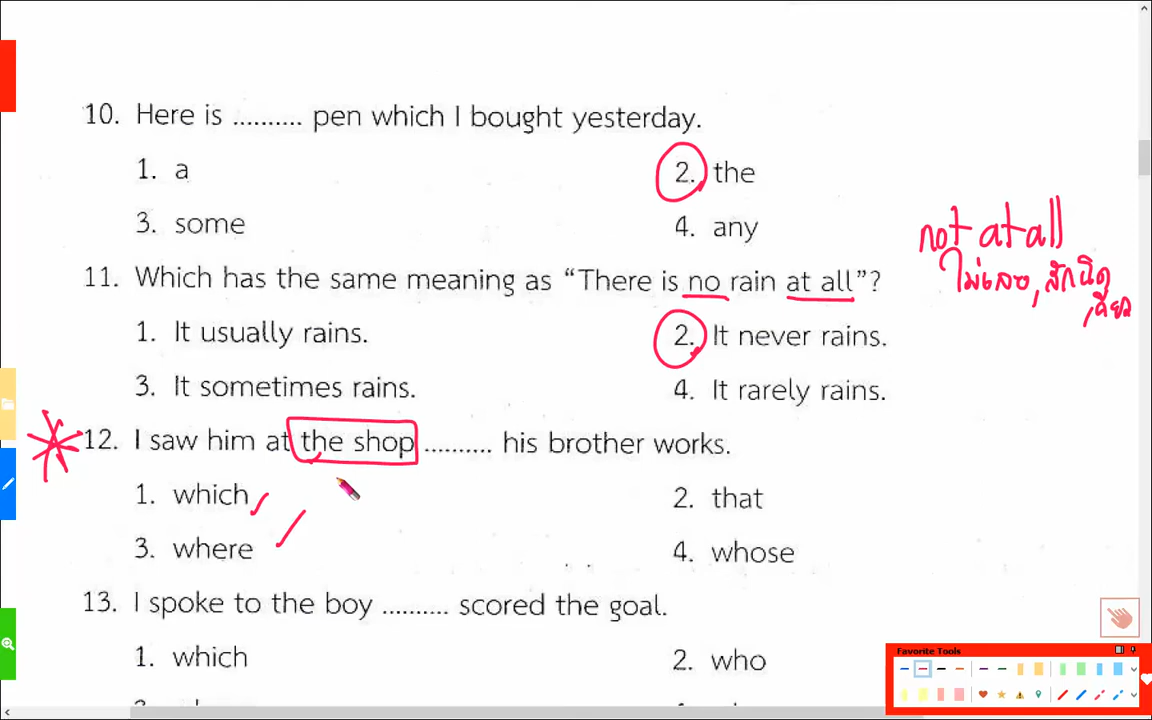 10. Here is .......... pen which I bought yesterday.
1. a
2. the
3. some
4. any
not at all
ไม่เลย, สักนิด
, เลย
11. Which has the same meaning as “There is no rain at all”?
1. It usually rains.
2. It never rains.
3. It sometimes rains.
4. It rarely rains.
12. I saw him at the shop .......... his brother works.
1. which
2. that
3. where
4. whose
13. I spoke to the boy .......... scored the goal.
1. which
2. who
Favorite Tools